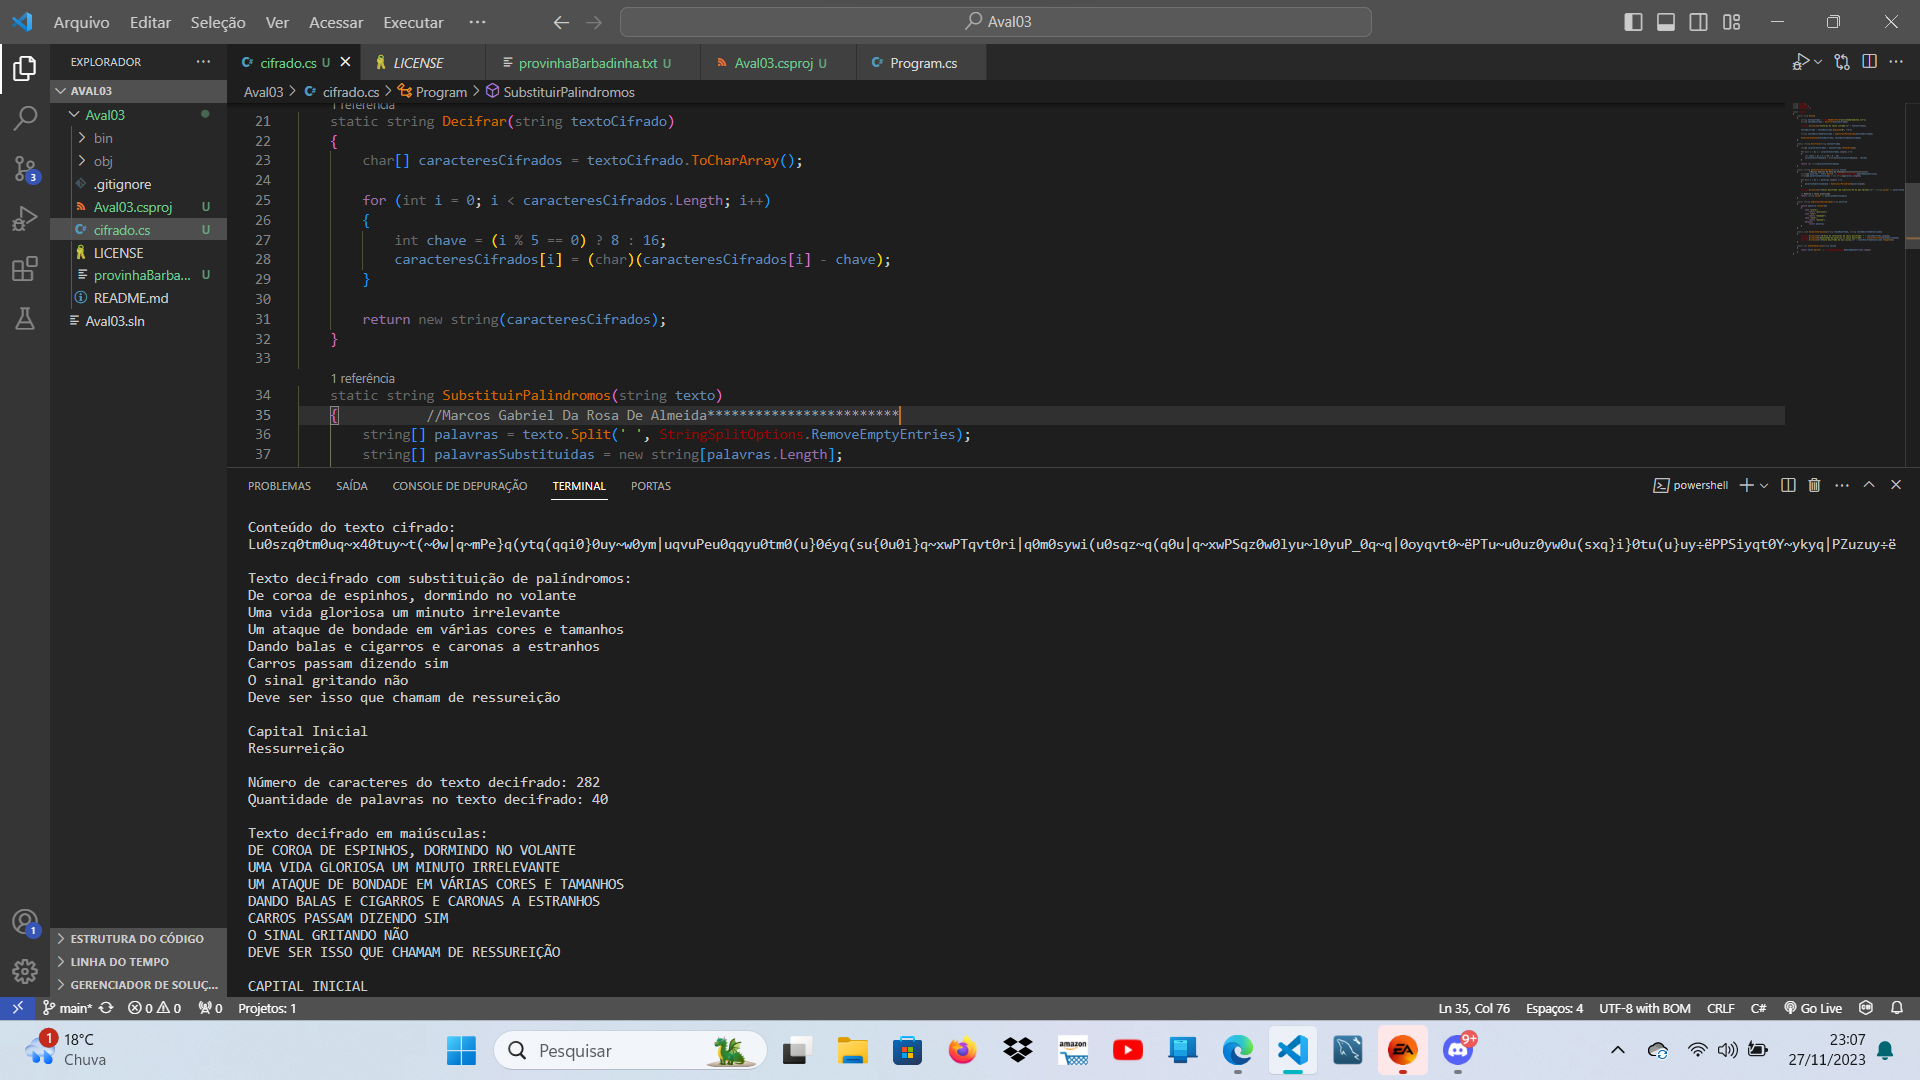 Arquivo Editar Seleção Ver Acessar Executar ··· Aval03
EXPLORADOR ···
AVAL03
Aval03
bin
obj
.gitignore
Aval03.csproj U
cifrado.cs U
LICENSE
provinhaBarba... U
README.md
Aval03.sln
ESTRUTURA DO CÓDIGO
LINHA DO TEMPO
GERENCIADOR DE SOLUÇ...
3
1
cifrado.cs U LICENSE provinhaBarbadinha.txt U Aval03.csproj U Program.cs
Aval03 > cifrado.cs > Program > SubstituirPalindromos
1 referência
21 static string Decifrar(string textoCifrado)
22 {
23 char[] caracteresCifrados = textoCifrado.ToCharArray();
24
25 for (int i = 0; i < caracteresCifrados.Length; i++)
26 {
27 int chave = (i % 5 == 0) ? 8 : 16;
28 caracteresCifrados[i] = (char)(caracteresCifrados[i] - chave);
29 }
30
31 return new string(caracteresCifrados);
32 }
33
1 referência
34 static string SubstituirPalindromos(string texto)
35 { //Marcos Gabriel Da Rosa De Almeida************************
36 string[] palavras = texto.Split(' ', StringSplitOptions.RemoveEmptyEntries);
37 string[] palavrasSubstituidas = new string[palavras.Length];
PROBLEMAS SAÍDA CONSOLE DE DEPURAÇÃO TERMINAL PORTAS powershell
Conteúdo do texto cifrado:
Lu0szq0tm0uq~x40tuy~t(~0w|q~mPe}q(ytq(qqi0}0uy~w0ym|uqvuPeu0qqyu0tm0(u}0éyq(su{0u0i}q~xwPTqvt0ri|q0m0sywi(u0sqz~q(q0u|q~xwPSqz0w0lyu~l0yuP_0q~q|0oyqvt0~ëPTu~u0uz0yw0u(sxq}i}0tu(u}uy÷ëPPSiyqt0Y~ykyq|PZuzuy÷ë
Texto decifrado com substituição de palíndromos:
De coroa de espinhos, dormindo no volante
Uma vida gloriosa um minuto irrelevante
Um ataque de bondade em várias cores e tamanhos
Dando balas e cigarros e caronas a estranhos
Carros passam dizendo sim
O sinal gritando não
Deve ser isso que chamam de ressureição
Capital Inicial
Ressurreição
Número de caracteres do texto decifrado: 282
Quantidade de palavras no texto decifrado: 40
Texto decifrado em maiúsculas:
DE COROA DE ESPINHOS, DORMINDO NO VOLANTE
UMA VIDA GLORIOSA UM MINUTO IRRELEVANTE
UM ATAQUE DE BONDADE EM VÁRIAS CORES E TAMANHOS
DANDO BALAS E CIGARROS E CARONAS A ESTRANHOS
CARROS PASSAM DIZENDO SIM
O SINAL GRITANDO NÃO
DEVE SER ISSO QUE CHAMAM DE RESSUREIÇÃO
CAPITAL INICIAL
main* 0 0 0 Projetos: 1 Ln 35, Col 76 Espaços: 4 UTF-8 with BOM CRLF C# Go Live
1 18°C
Chuva
Pesquisar
amazon
EA
9+
23:07
27/11/2023